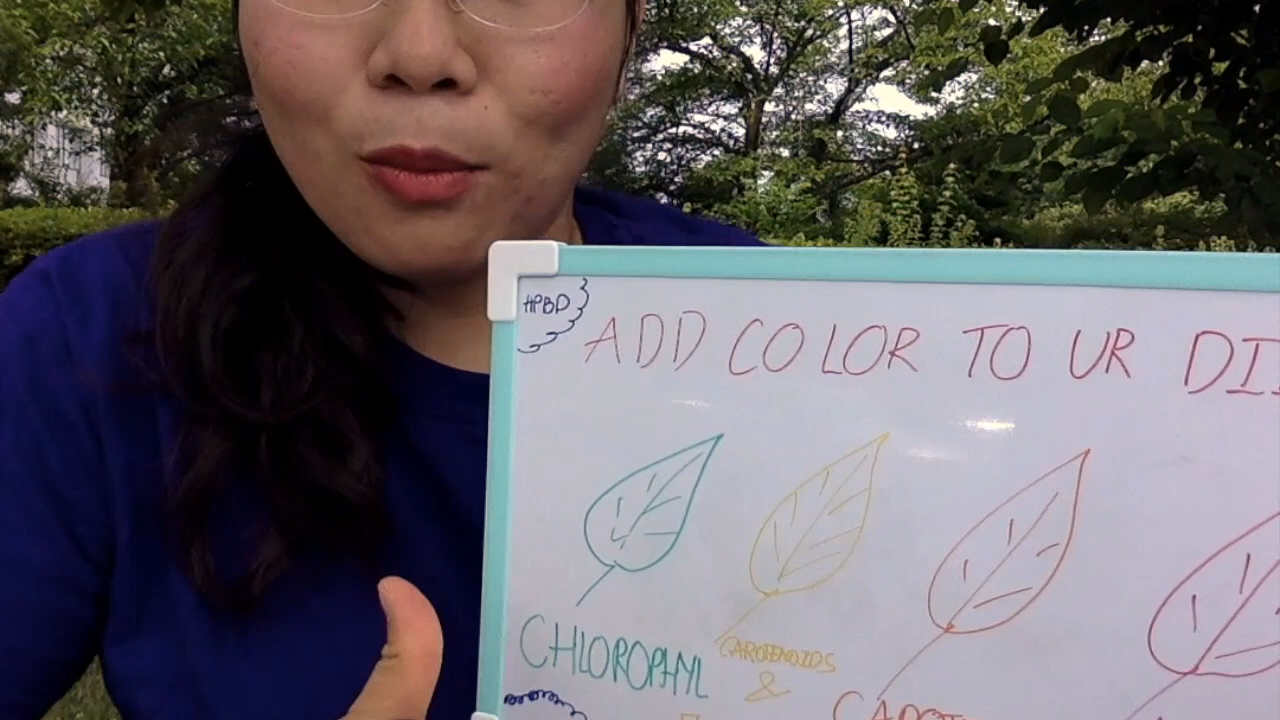 HPBD
ADD COLOR TO UR
CHLOROPHYL
CAROTENOIDS
&